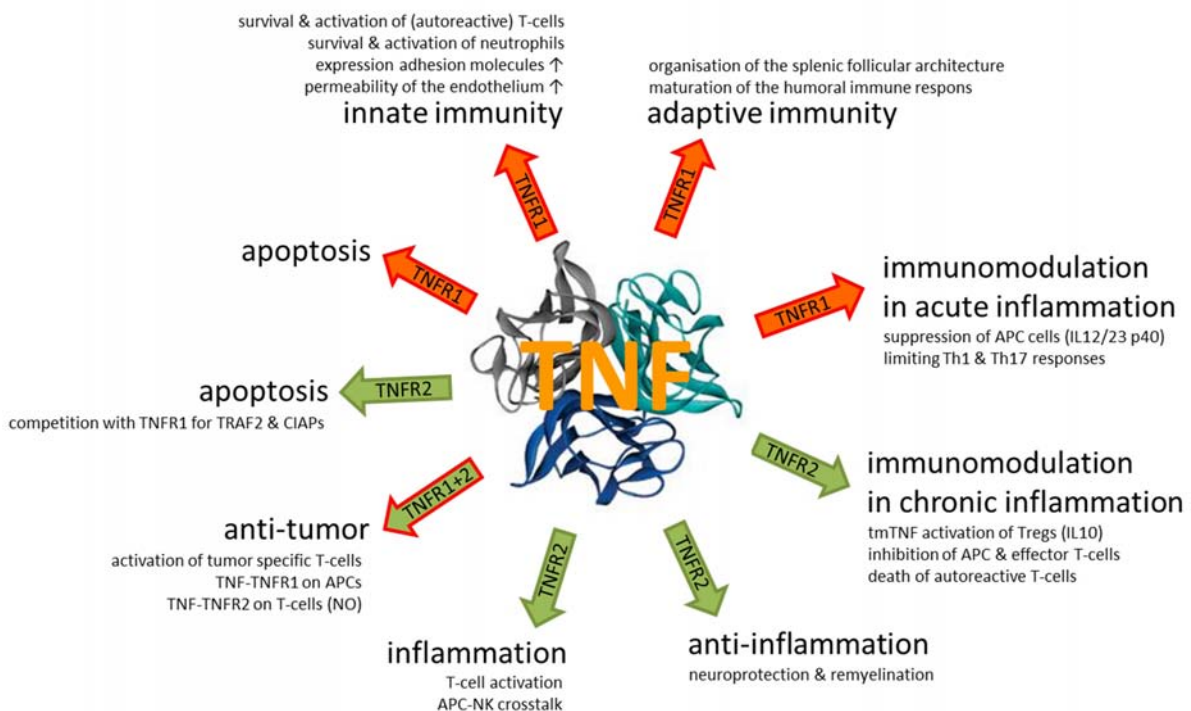 survival & activation of (autoreactive) T-cells
survival & activation of neutrophils
expression adhesion molecules ↑
permeability of the endothelium ↑
innate immunity
organisation of the splenic follicular architecture
maturation of the humoral immune respons
adaptive immunity
TNFR1
TNFR1
apoptosis
TNFR1
immunomodulation
in acute inflammation
suppression of APC cells (IL12/23 p40)
limiting Th1 & Th17 responses
TNFR1
TNF
apoptosis
competition with TNFR1 for TRAF2 & CIAPs
TNFR2
TNFR2
immunomodulation
in chronic inflammation
tmTNF activation of Tregs (IL10)
inhibition of APC & effector T-cells
death of autoreactive T-cells
TNFR1+2
anti-tumor
activation of tumor specific T-cells
TNF-TNFR1 on APCs
TNF-TNFR2 on T-cells (NO)
TNFR2
inflammation
T-cell activation
APC-NK crosstalk
TNFR2
anti-inflammation
neuroprotection & remyelination